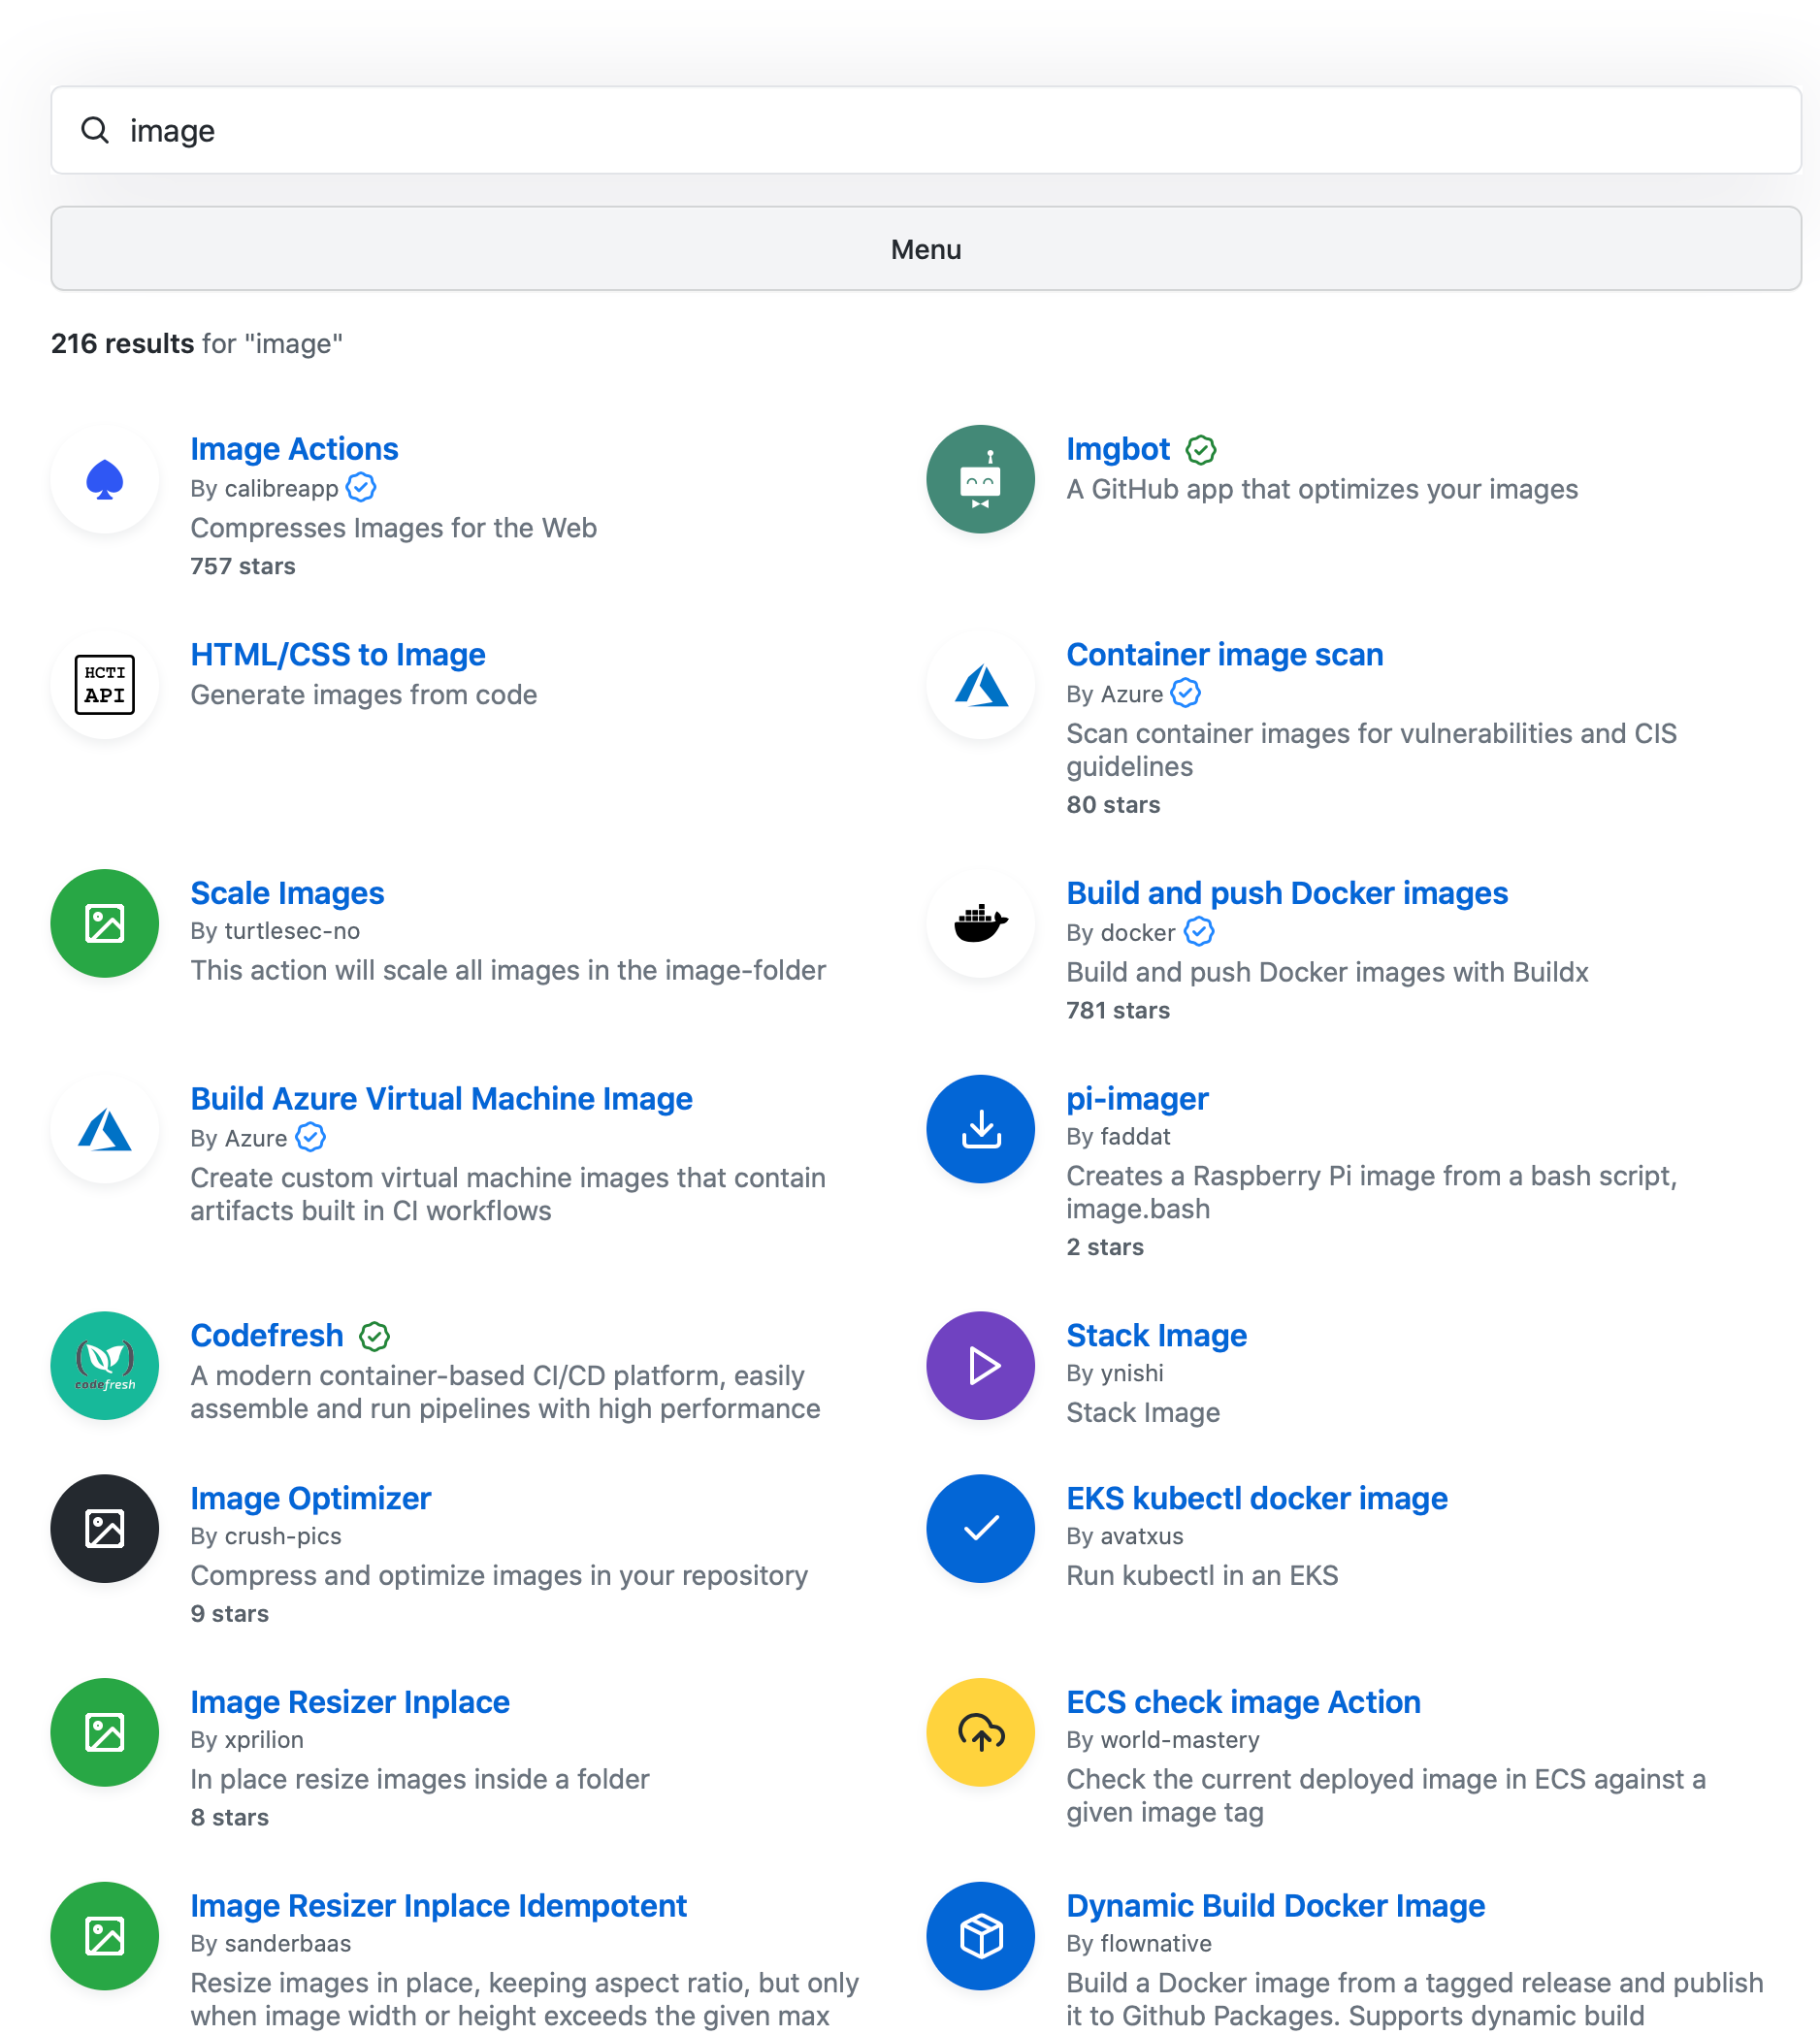 image
Menu
216 results for "image"
Image Actions
By calibreapp
Compresses Images for the Web
757 stars
Imgbot
A GitHub app that optimizes your images
HCTI
API
HTML/CSS to Image
Generate images from code
Container image scan
By Azure
Scan container images for vulnerabilities and CIS
guidelines
80 stars
Scale Images
By turtlesec-no
This action will scale all images in the image-folder
Build and push Docker images
By docker
Build and push Docker images with Buildx
781 stars
Build Azure Virtual Machine Image
By Azure
Create custom virtual machine images that contain
artifacts built in CI workflows
pi-imager
By faddat
Creates a Raspberry Pi image from a bash script,
image.bash
2 stars
codefresh
Codefresh
A modern container-based CI/CD platform, easily
assemble and run pipelines with high performance
Stack Image
By ynishi
Stack Image
Image Optimizer
By crush-pics
Compress and optimize images in your repository
9 stars
EKS kubectl docker image
By avatxus
Run kubectl in an EKS
Image Resizer Inplace
By xprilion
In place resize images inside a folder
8 stars
ECS check image Action
By world-mastery
Check the current deployed image in ECS against a
given image tag
Image Resizer Inplace Idempotent
By sanderbaas
Resize images in place, keeping aspect ratio, but only
when image width or height exceeds the given max
Dynamic Build Docker Image
By flownative
Build a Docker image from a tagged release and publish
it to Github Packages. Supports dynamic build